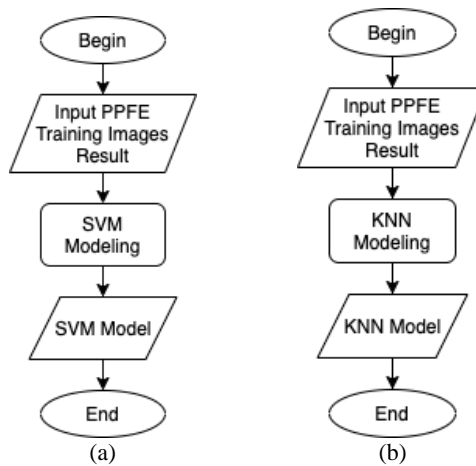 Begin
Input PPFE
Training Images
Result
SVM
Modeling
SVM Model
End
(a)
Begin
Input PPFE
Training Images
Result
KNN
Modeling
KNN Model
End
(b)